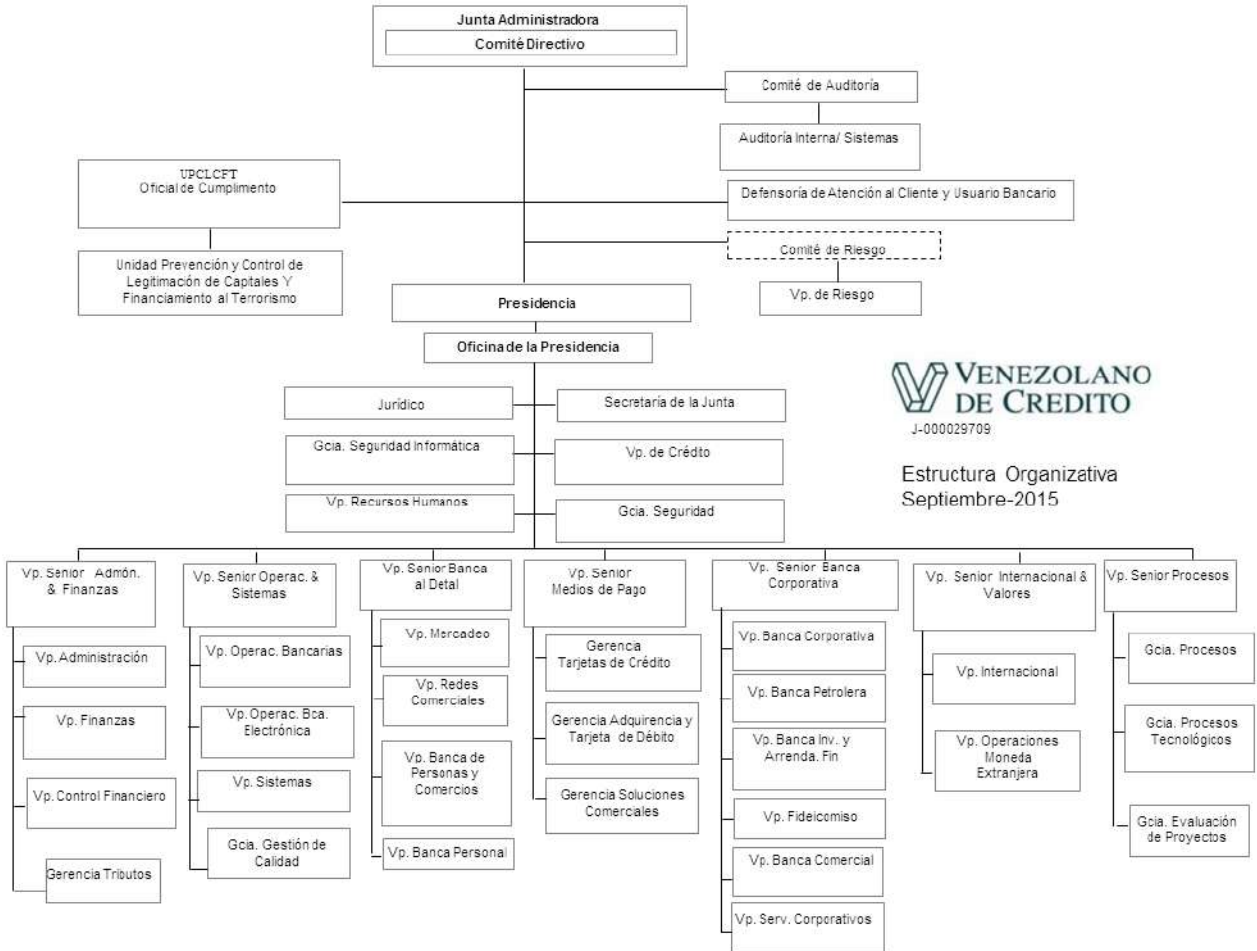 Junta Administradora
Comité Directivo
Comité de Auditoría
Auditoría Interna/ Sistemas
UPCLCFT
Oficial de Cumplimento
Defensoría de Atención al Cliente y Usuario Bancario
Unidad Prevención y Control de
Legitimación de Capitales Y
Financiamiento al Terrorismo
Comité de Riesgo
Vp. de Riesgo
Presidencia
Oficina de la Presidencia
VENEZOLANO
DE CREDITO
J-000029709
Estructura Organizativa
Septiembre-2015
Jurídico
Secretaría de la Junta
Gcia. Seguridad Informática
Vp. de Crédito
Vp. Recursos Humanos
Gcia. Seguridad
Vp. Senior Admón.
& Finanzas
Vp. Administración
Vp. Finanzas
Vp. Control Financiero
Gerencia Tributos
Vp. Senior Operac. &
Sistemas
Vp. Operac. Bancarias
Vp. Operac. Bca.
Electrónica
Vp. Sistemas
Gcia. Gestión de
Calidad
Vp. Senior Banca
al Detal
Vp. Mercadeo
Vp. Redes
Comerciales
Vp. Banca de
Personas y
Comercios
Vp. Banca Personal
Vp. Senior
Medios de Pago
Gerencia
Tarjetas de Crédito
Gerencia Adquirencia y
Tarjeta de Débito
Gerencia Soluciones
Comerciales
Vp. Senior Banca
Corporativa
Vp. Banca Corporativa
Vp. Banca Petrolera
Vp. Banca Inv. y
Arrenda. Fin
Vp. Fideicomiso
Vp. Banca Comercial
Vp. Serv. Corporativos
Vp. Senior Internacional &
Valores
Vp. Internacional
Vp. Operaciones
Moneda
Extranjera
Vp. Senior Procesos
Gcia. Procesos
Gcia. Procesos
Tecnológicos
Gcia. Evaluación
de Proyectos